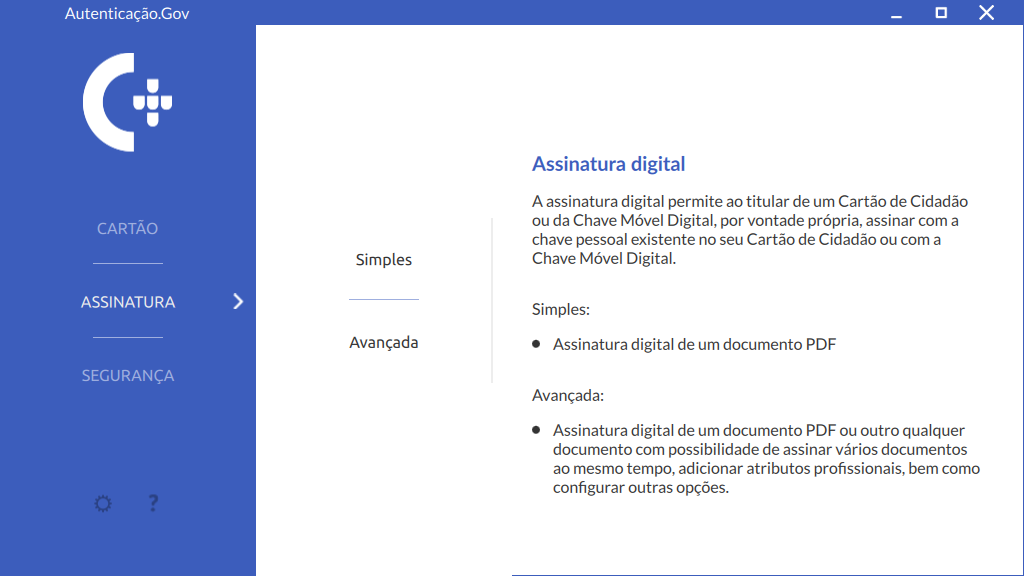 Autenticação.Gov
CARTÃO
ASSINATURA
SEGURANÇA
?
Simples
Avançada
Assinatura digital
A assinatura digital permite ao titular de um Cartão de Cidadão
ou da Chave Móvel Digital, por vontade própria, assinar com a
chave pessoal existente no seu Cartão de Cidadão ou com a
Chave Móvel Digital.
Simples:
Assinatura digital de um documento PDF
Avançada:
Assinatura digital de um documento PDF ou outro qualquer
documento com possibilidade de assinar vários documentos
ao mesmo tempo, adicionar atributos profissionais, bem como
configurar outras opções.